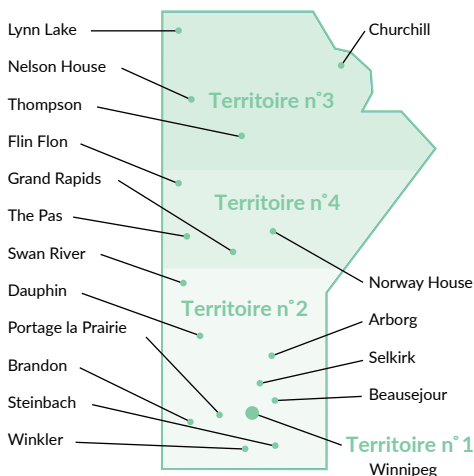 Lynn Lake
Churchill
Nelson House
Territoire n°3
Thompson
Flin Flon
Grand Rapids
Territoire n°4
The Pas
Swan River
Norway House
Dauphin
Territoire n°2
Arborg
Portage la Prairie
Selkirk
Brandon
Beausejour
Steinbach
Winkler
Territoire n°1
Winnipeg